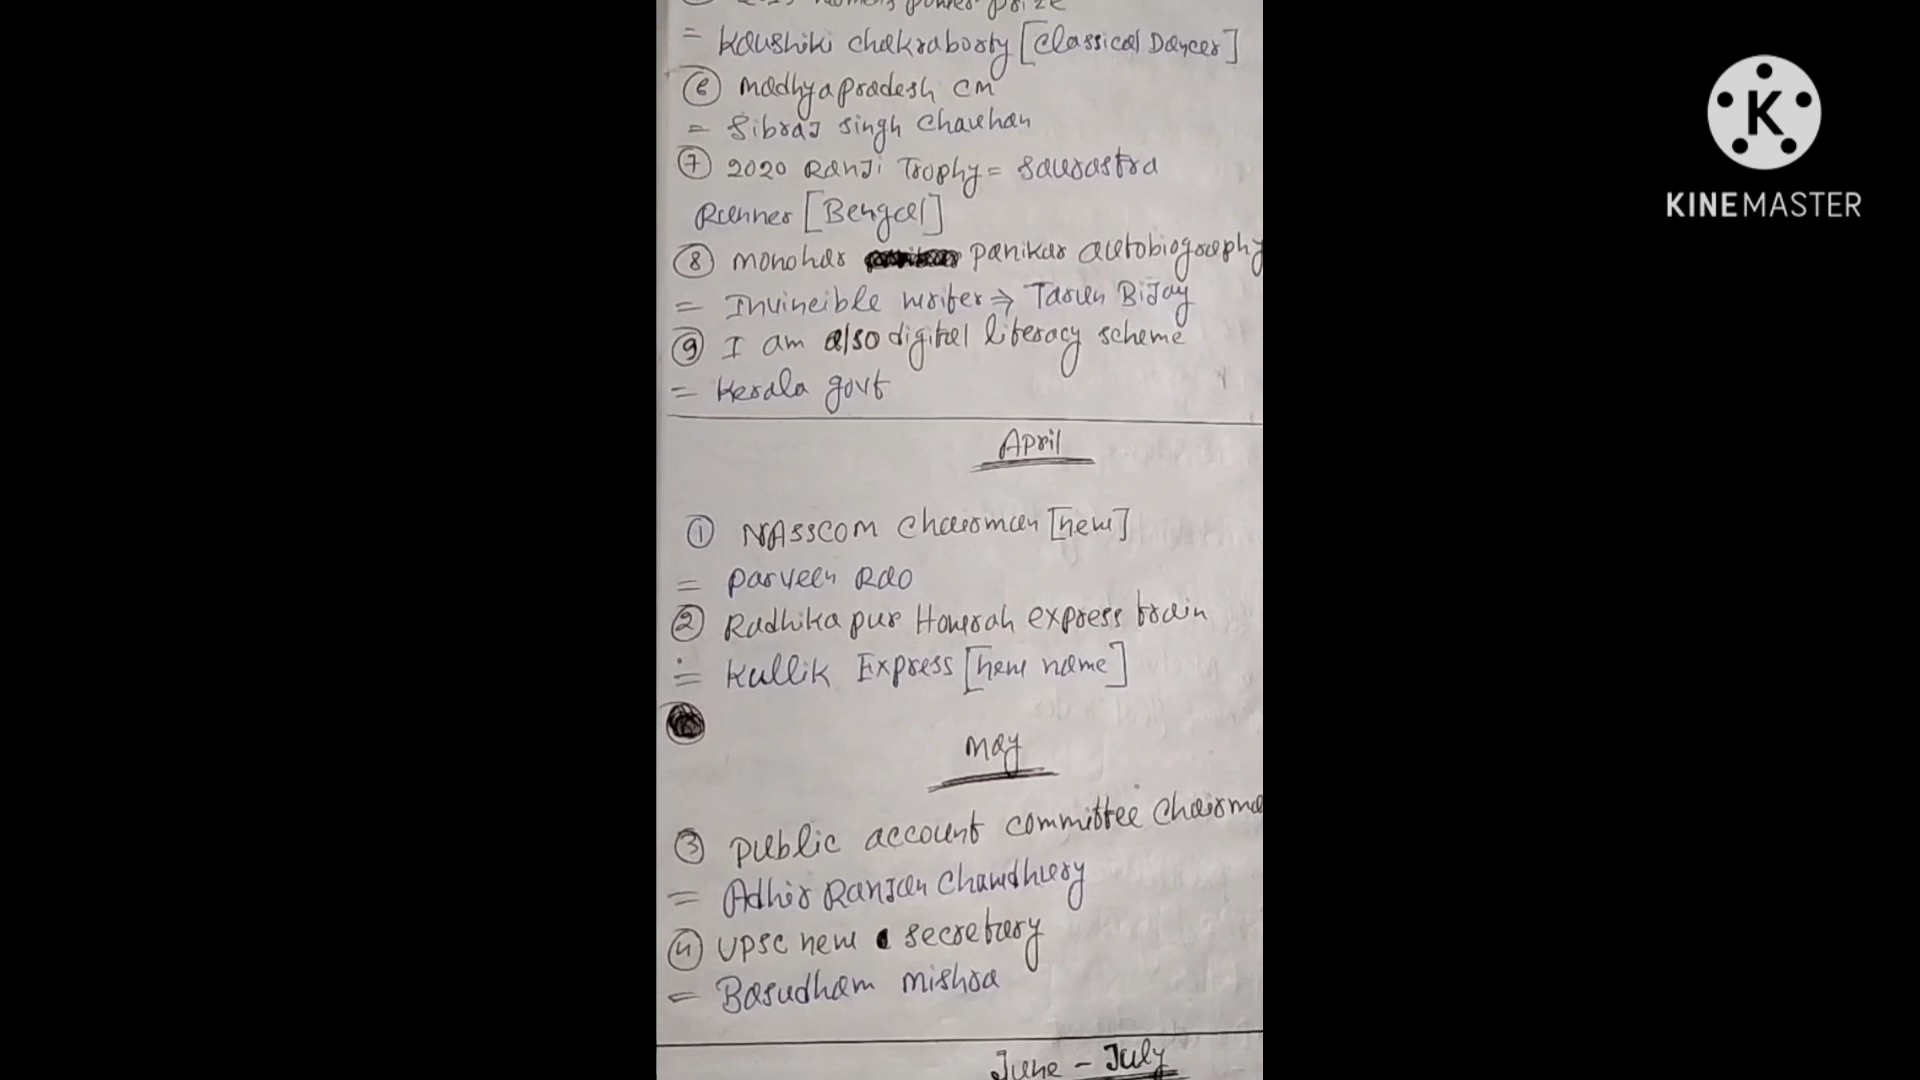 prize
= Kaushiki Chakraborty [Classical Dancer]
⑥ Madhyapradesh CM
= Sibraj Singh Chauhan
⑦ 2020 Ranji Trophy = Saurastra
Runner [Bengal]
⑧ Monohar panikar autobiography
= Invincible writer ⇒ Tarun Bijay
⑨ I am also digital literacy scheme
= Kerala govt
April
① NASSCOM Chairman [new]
= Parveen Rao
② Radhikapur Howrah express train
= Kullik Express [new name]
May
③ Public account committee Chairma
= Adhir Ranjan Chawdhury
④ UPSC new secretary
= Basudham Mishra
June - July
K
KINEMASTER